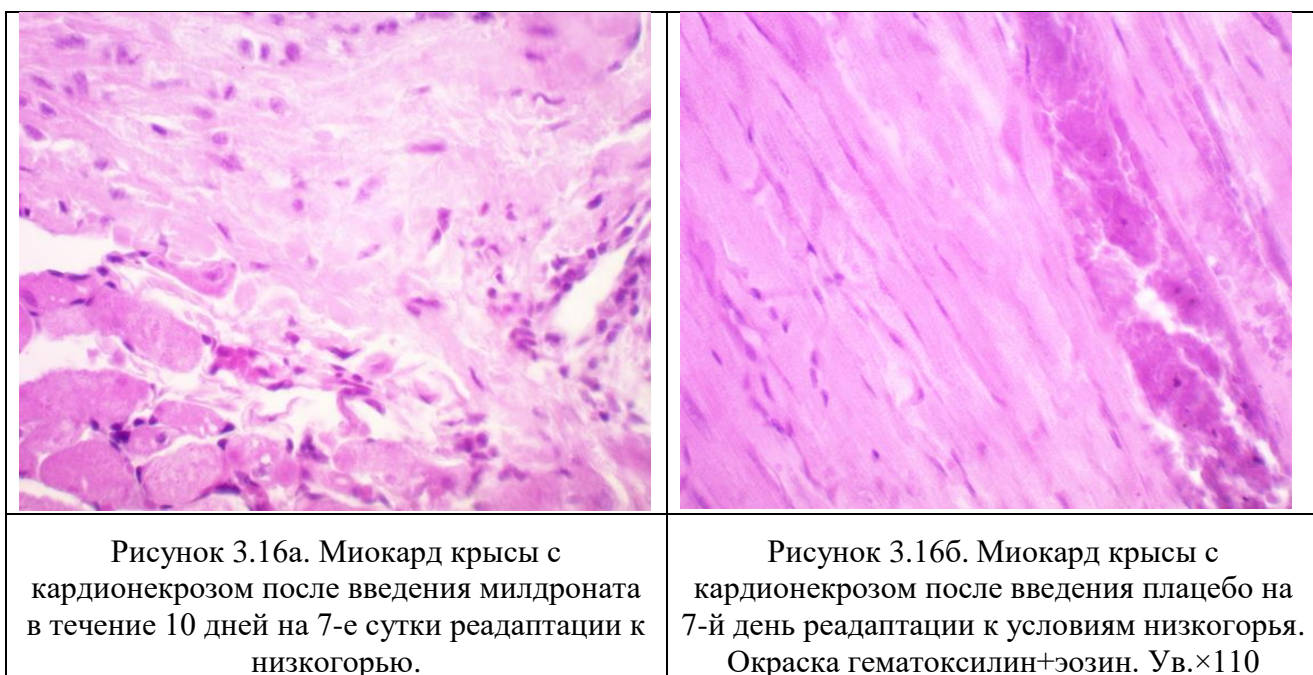 Рисунок 3.16а. Миокард крысы с
кардионекрозом после введения милдроната
в течение 10 дней на 7-е сутки реадаптации к
низкогорью.
Рисунок 3.16б. Миокард крысы с
кардионекрозом после введения плацебо на
7-й день реадаптации к условиям низкогорья.
Окраска гематоксилин+эозин. Ув.×110